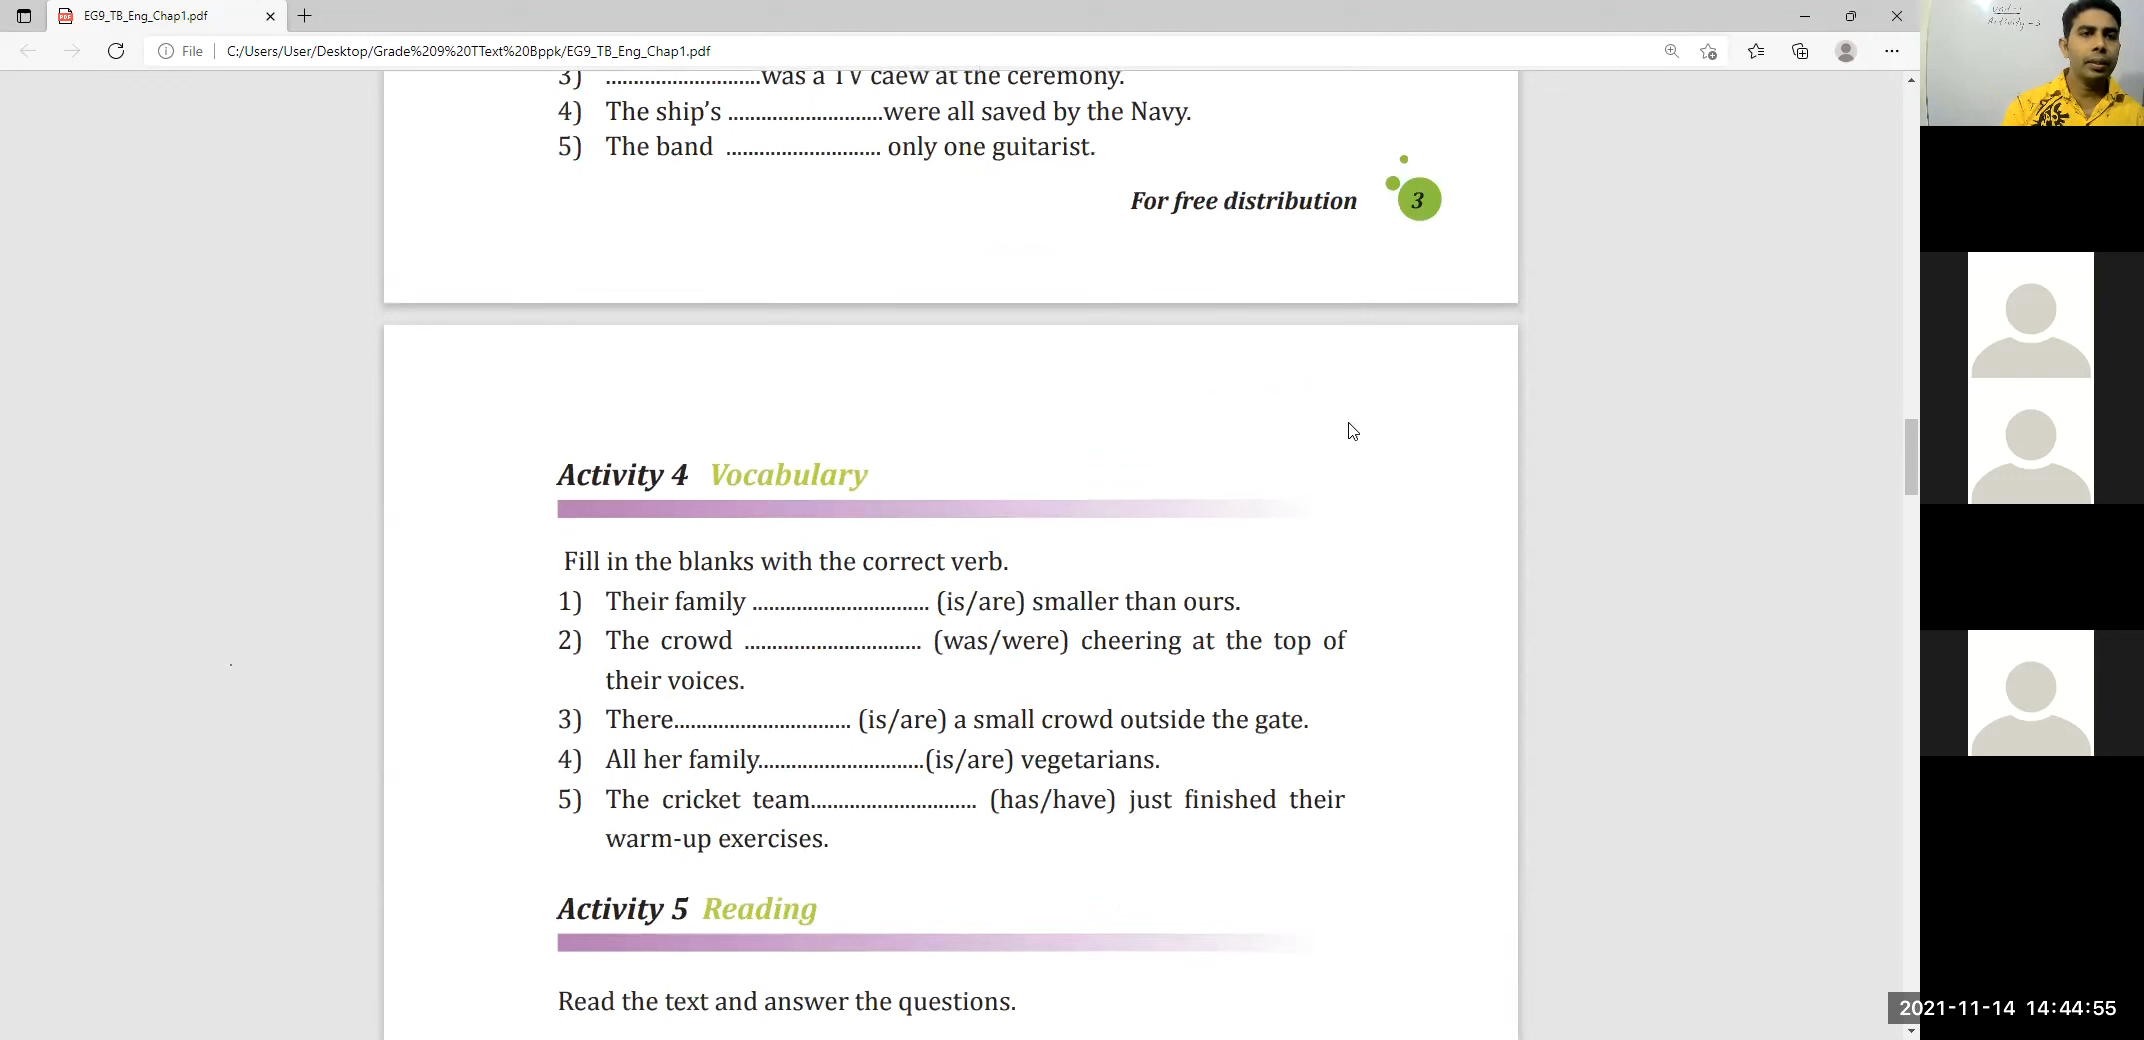 EG9_TB_Eng_Chap1.pdf
File
C:/Users/User/Desktop/Grade%209%20TText%20Bppk/EG9_TB_Eng_Chap1.pdf
Unit-1
Activity-3
3) ............................was a TV caew at the ceremony.
4) The ship's ............................were all saved by the Navy.
5) The band ............................ only one guitarist.
For free distribution 3
Activity 4 Vocabulary
Fill in the blanks with the correct verb.
1) Their family ................................ (is/are) smaller than ours.
2) The crowd ................................ (was/were) cheering at the top of
their voices.
3) There................................ (is/are) a small crowd outside the gate.
4) All her family..............................(is/are) vegetarians.
5) The cricket team.............................. (has/have) just finished their
warm-up exercises.
Activity 5 Reading
Read the text and answer the questions.
2021-11-14 14:44:55